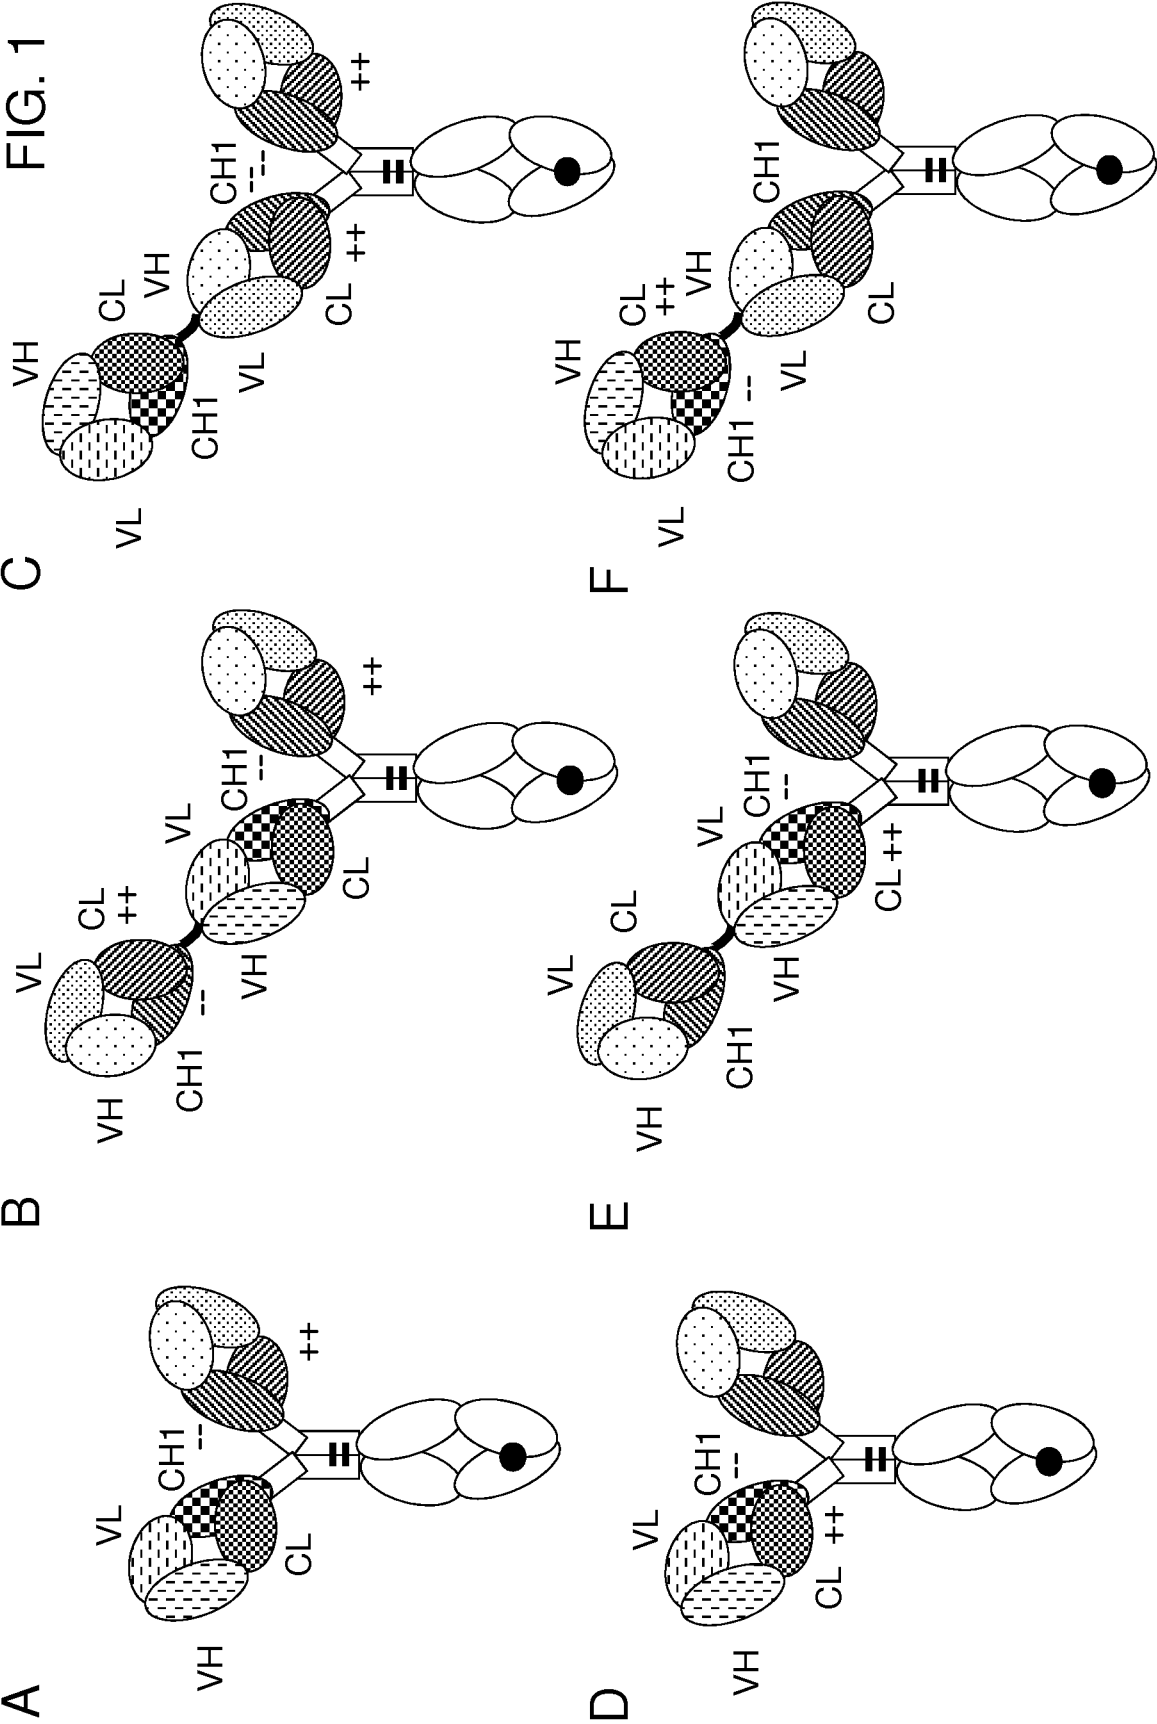 FIG. 1
A
VL
CH1
--
VH
CL
++
B
VL
CL
++
VH
VL
CH1
--
CH1
--
VH
CL
++
C
VH
CL
VL
VH
CH1
CH1
--
--
VL
CL
++
++
D
VL
CH1
--
VH
CL
++
E
VL
CL
VH
VL
CH1
CH1
--
VH
CL ++
F
VH
CL
++
VL
VH
CH1 --
CH1
VL
CL